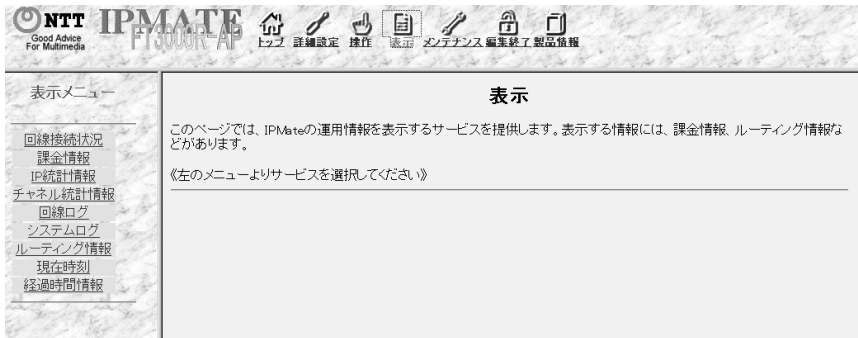 NTT
Good Advice
For Multimedia
IPMATE
FT3000R-AP
トップ 詳細設定 操作 表示 メンテナンス 編集終了 製品情報
表示メニュー
回線接続状況
課金情報
IP統計情報
チャネル統計情報
回線ログ
システムログ
ルーティング情報
現在時刻
経過時間情報
表示
このページでは、IPMateの運用情報を表示するサービスを提供します。表示する情報には、課金情報、ルーティング情報な
どがあります。
《左のメニューよりサービスを選択してください》